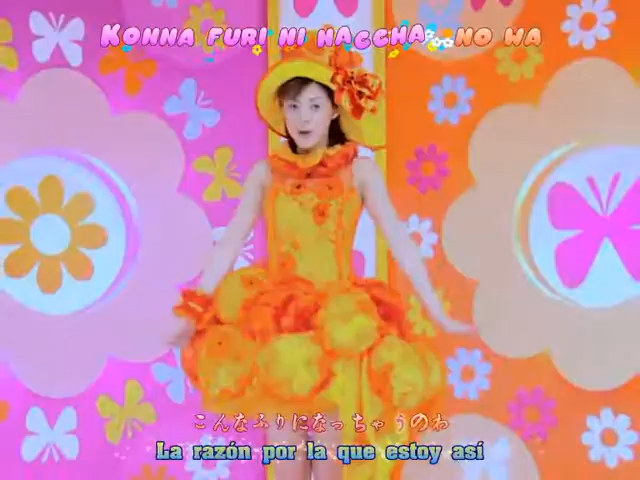 Konna furi ni naccha no wa
こんなふりになっちゃうのわ
La razón por la que estoy así